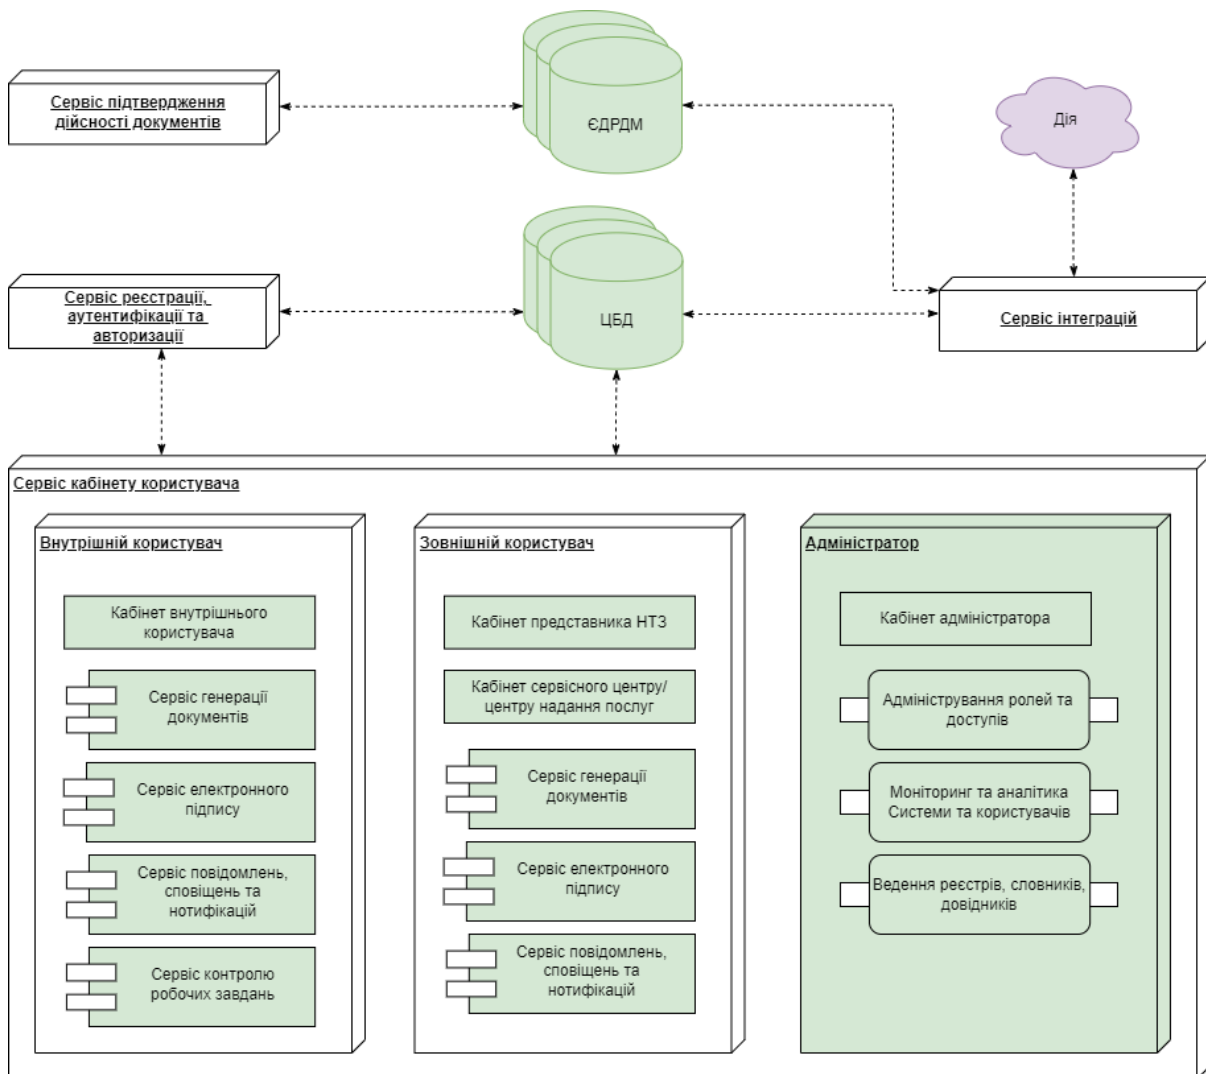 Сервіс підтвердження
дійсності документів
ЄДРДМ
Дія
Сервіс реєстрації,
аутентифікації та
авторизації
ЦБД
Сервіс інтеграцій
Сервіс кабінету користувача
Внутрішній користувач
Кабінет внутрішнього
користувача
Сервіс генерації
документів
Сервіс електронного
підпису
Сервіс повідомлень,
сповіщень та
нотифікацій
Сервіс контролю
робочих завдань
Зовнішній користувач
Кабінет представника НТЗ
Кабінет сервісного центру/
центру надання послуг
Сервіс генерації
документів
Сервіс електронного
підпису
Сервіс повідомлень,
сповіщень та
нотифікацій
Адміністратор
Кабінет адміністратора
Адміністрування ролей та
доступів
Моніторинг та аналітика
Системи та користувачів
Ведення реєстрів, словників,
довідників